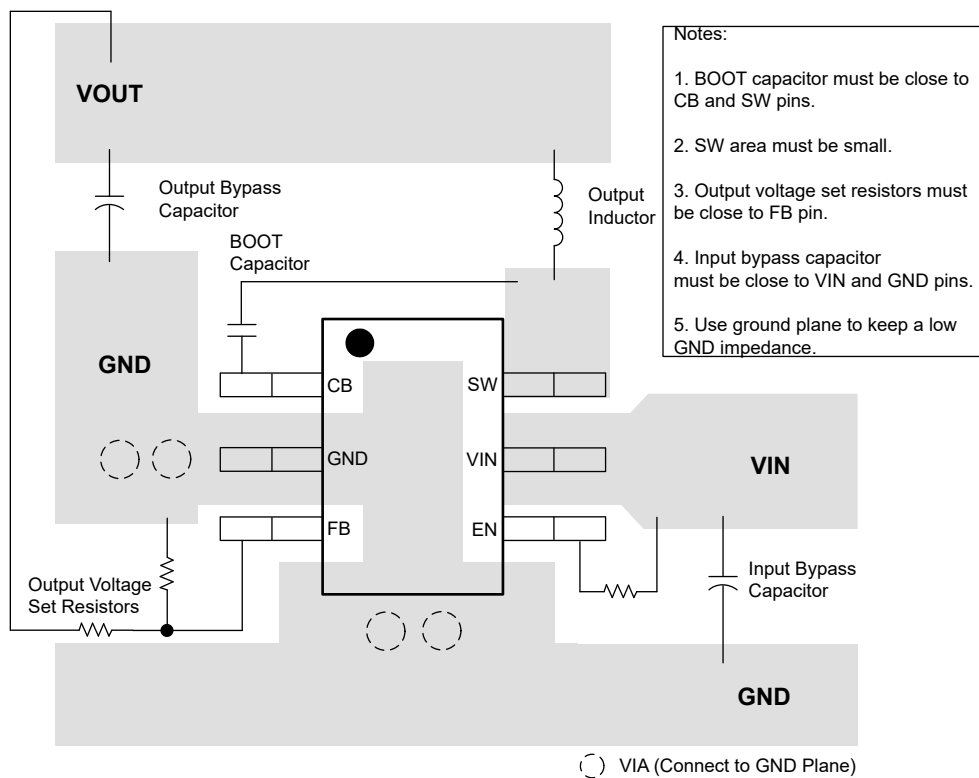 VOUT
Output Bypass
Capacitor
BOOT
Capacitor
Output
Inductor
Notes:
1. BOOT capacitor must be close to
CB and SW pins.
2. SW area must be small.
3. Output voltage set resistors must
be close to FB pin.
4. Input bypass capacitor
must be close to VIN and GND pins.
5. Use ground plane to keep a low
GND impedance.
GND
CB
SW
GND
VIN
VIN
FB
EN
Output Voltage
Set Resistors
Input Bypass
Capacitor
GND
VIA (Connect to GND Plane)